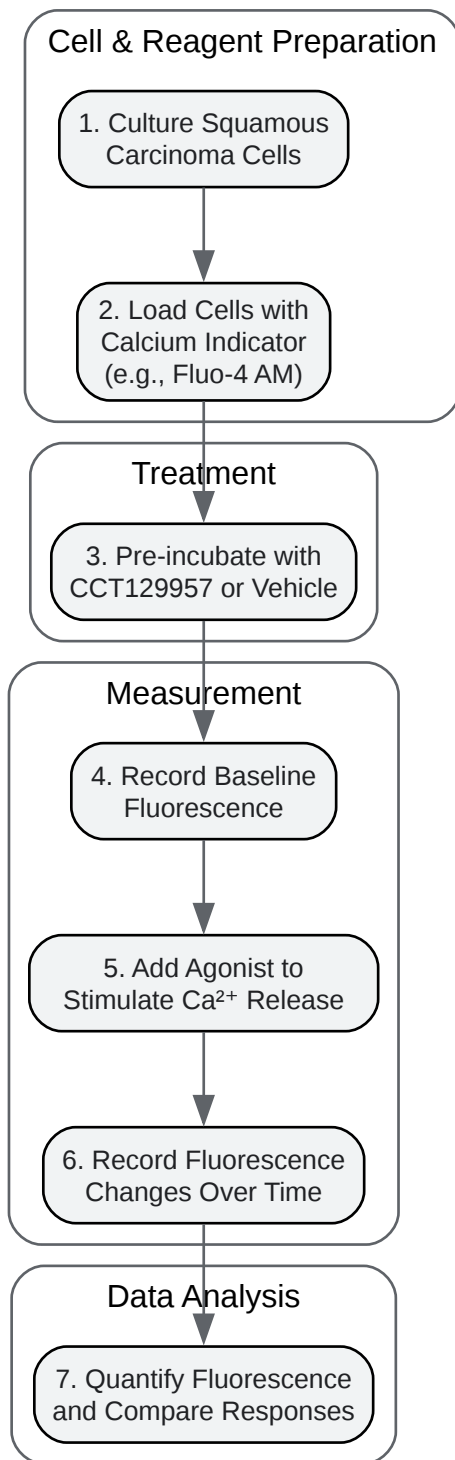 Cell & Reagent Preparation
1. Culture Squamous
Carcinoma Cells
2. Load Cells with
Calcium Indicator
(e.g., Fluo-4 AM)
Treatment
3. Pre-incubate with
CCT129957 or Vehicle
Measurement
4. Record Baseline
Fluorescence
5. Add Agonist to
Stimulate Ca²⁺ Release
6. Record Fluorescence
Changes Over Time
Data Analysis
7. Quantify Fluorescence
and Compare Responses